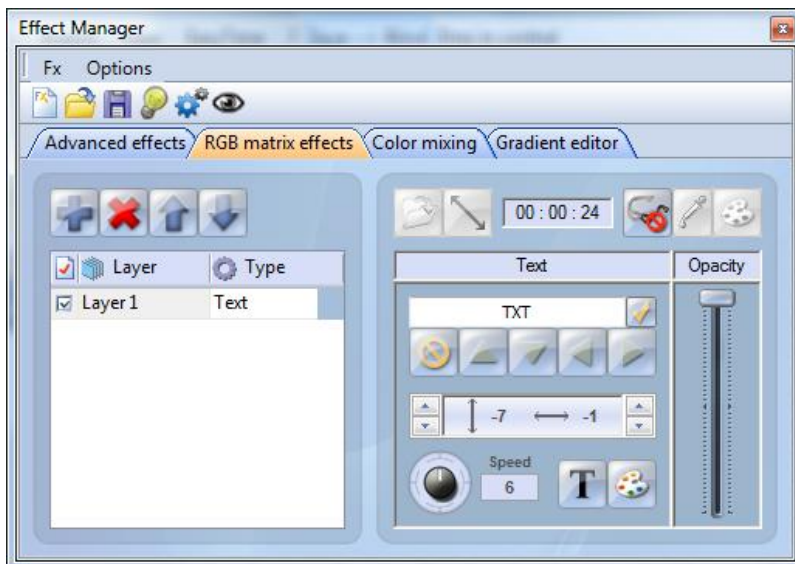 Effect Manager
Fx Options
Advanced effects RGB matrix effects Color mixing Gradient editor
00 : 00 : 24
Layer Type
Text Opacity
Layer 1 Text
TXT
-7 -1
Speed
6
T